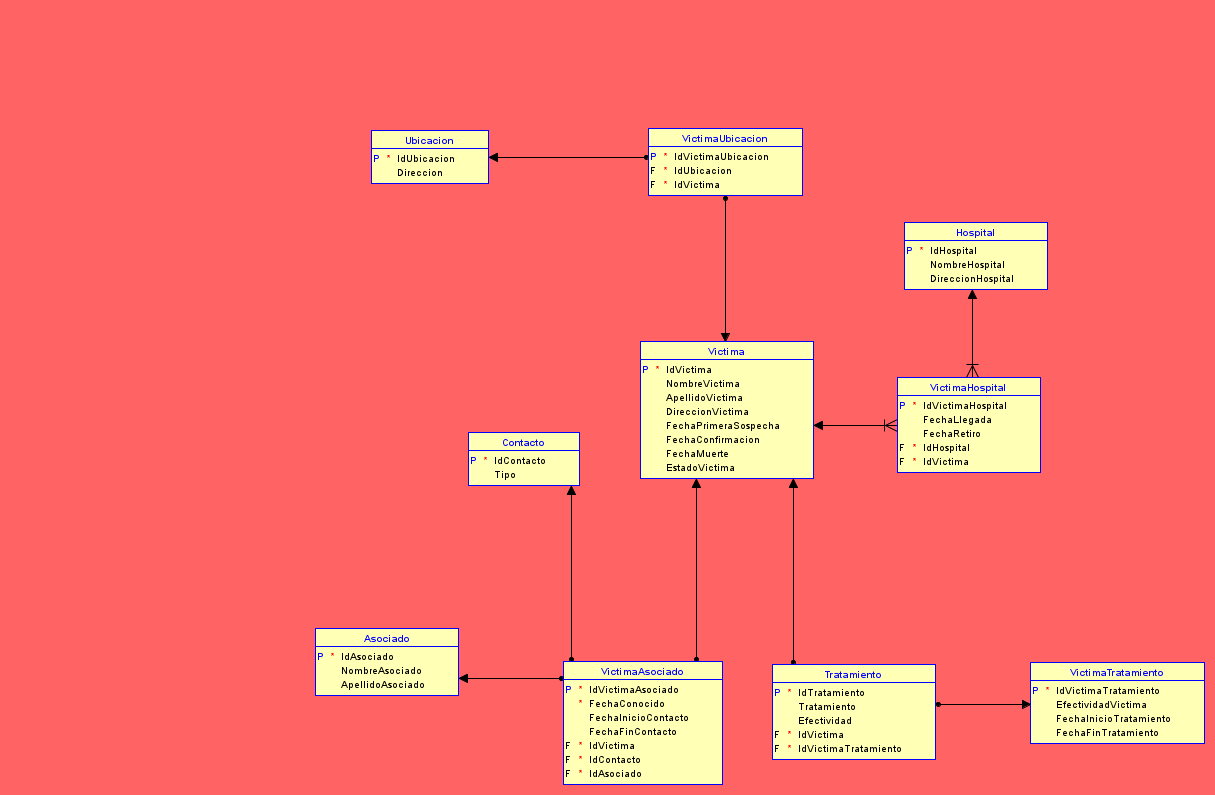 Ubicacion
P * IdUbicacion
Direccion
VictimaUbicacion
P * IdVictimaUbicacion
F * IdUbicacion
F * IdVictima
Hospital
P * IdHospital
NombreHospital
DireccionHospital
Victima
P * IdVictima
NombreVictima
ApellidoVictima
DireccionVictima
FechaPrimeraSospecha
FechaConfirmacion
FechaMuerte
EstadoVictima
VictimaHospital
P * IdVictimaHospital
FechaLlegada
FechaRetiro
F * IdHospital
F * IdVictima
Contacto
P * IdContacto
Tipo
Asociado
P * IdAsociado
NombreAsociado
ApellidoAsociado
VictimaAsociado
P * IdVictimaAsociado
* FechaConocido
FechaInicioContacto
FechaFinContacto
F * IdVictima
F * IdContacto
F * IdAsociado
Tratamiento
P * IdTratamiento
Tratamiento
Efectividad
F * IdVictima
F * IdVictimaTratamiento
VictimaTratamiento
P * IdVictimaTratamiento
EfectividadVictima
FechaInicioTratamiento
FechaFinTratamiento